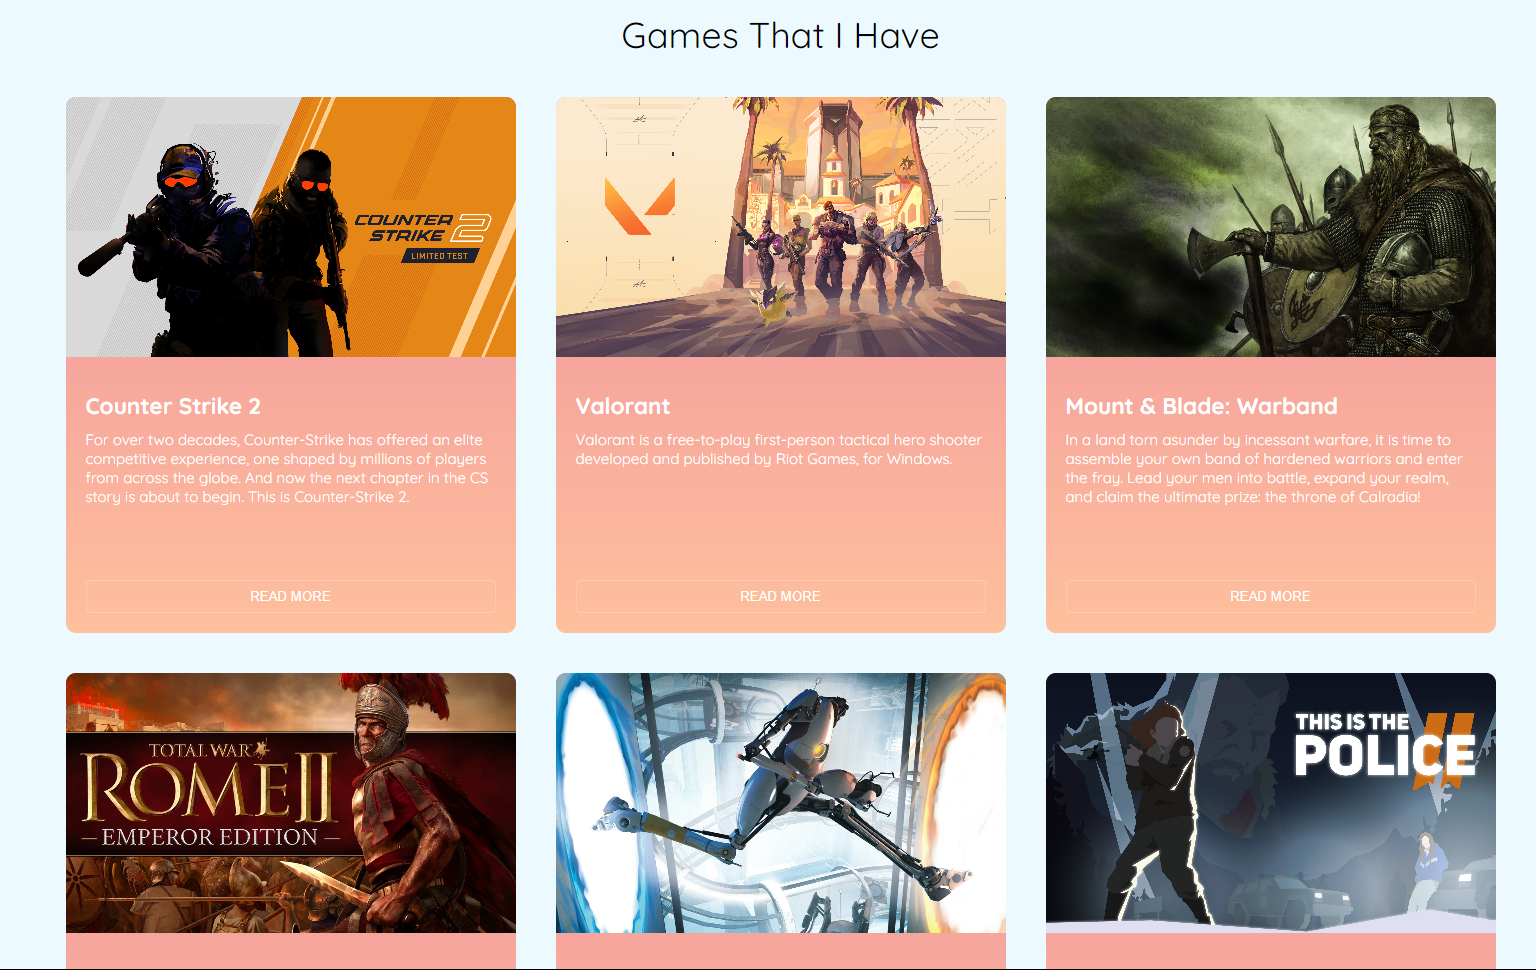 Games That I Have
COUNTER
STRIKE 2
LIMITED TEST
Counter Strike 2
For over two decades, Counter-Strike has offered an elite
competitive experience, one shaped by millions of players
from across the globe. And now the next chapter in the CS
story is about to begin. This is Counter-Strike 2.
READ MORE
Valorant
Valorant is a free-to-play first-person tactical hero shooter
developed and published by Riot Games, for Windows.
READ MORE
Mount & Blade: Warband
In a land torn asunder by incessant warfare, it is time to
assemble your own band of hardened warriors and enter
the fray. Lead your men into battle, expand your realm,
and claim the ultimate prize: the throne of Calradia!
READ MORE
TOTAL WAR
ROME II
EMPEROR EDITION
THIS IS THE
POLICE II